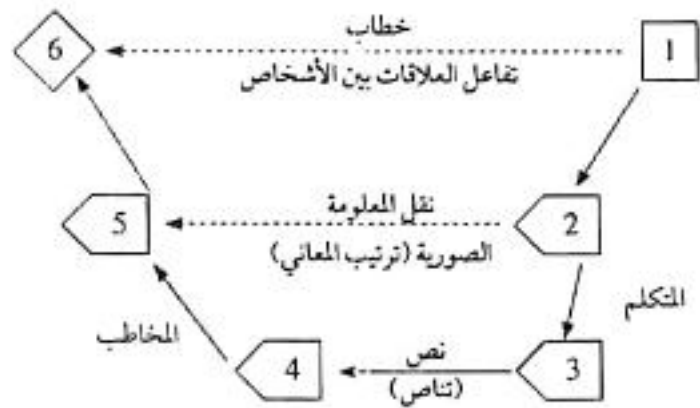 خطاب
1
6
تفاعل العلاقات بين الأشخاص
نقل المعلومة
2
5
الصورية (ترتيب المعاني)
المتكلم
المخاطب
نص
3
4
(تناص)